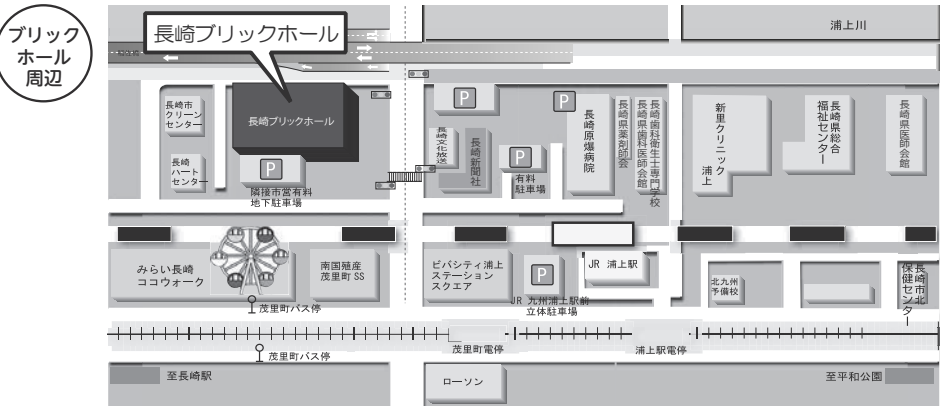 ブリック
ホール
周辺
長崎ブリックホール
浦上川
長崎市
クリーン
センター
長崎ブリックホール
長崎
ハート
センター
P
隣接市営有料
地下駐車場
P
長崎文化放送
長崎新聞社
P
有料
駐車場
P
長崎原爆病院
長崎県薬剤師会
長崎県歯科医師会館
長崎歯科衛生士専門学校
新里クリニック
浦上
長崎県総合
福祉センター
長崎県医師会館
みらい長崎
ココウォーク
南国殖産
茂里町 SS
ビバシティ浦上
ステーション
スクエア
P
JR 九州浦上駅前
立体駐車場
JR 浦上駅
北九州
予備校
長崎市北
保健センター
茂里町バス停
茂里町バス停
茂里町電停
浦上駅電停
至長崎駅
ローソン
至平和公園